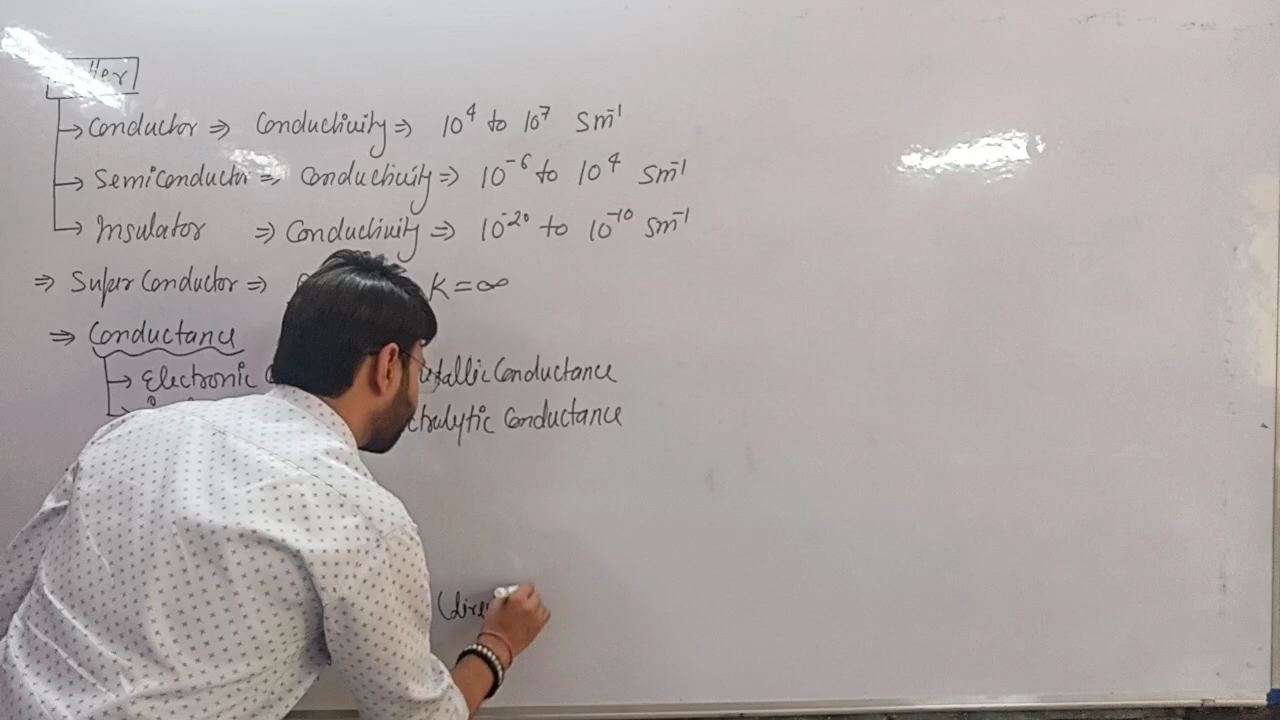 Conductor ⇒ Conductivity ⇒ 10⁴ to 10⁷ Sm⁻¹
Semiconductor ⇒ Conductivity ⇒ 10⁻⁶ to 10⁴ Sm⁻¹
Insulator ⇒ Conductivity ⇒ 10⁻²⁰ to 10⁻¹⁰ Sm⁻¹
⇒ Super Conductor ⇒ K = ∞
⇒ Conductance
→ Electronic Conductance
Conductance